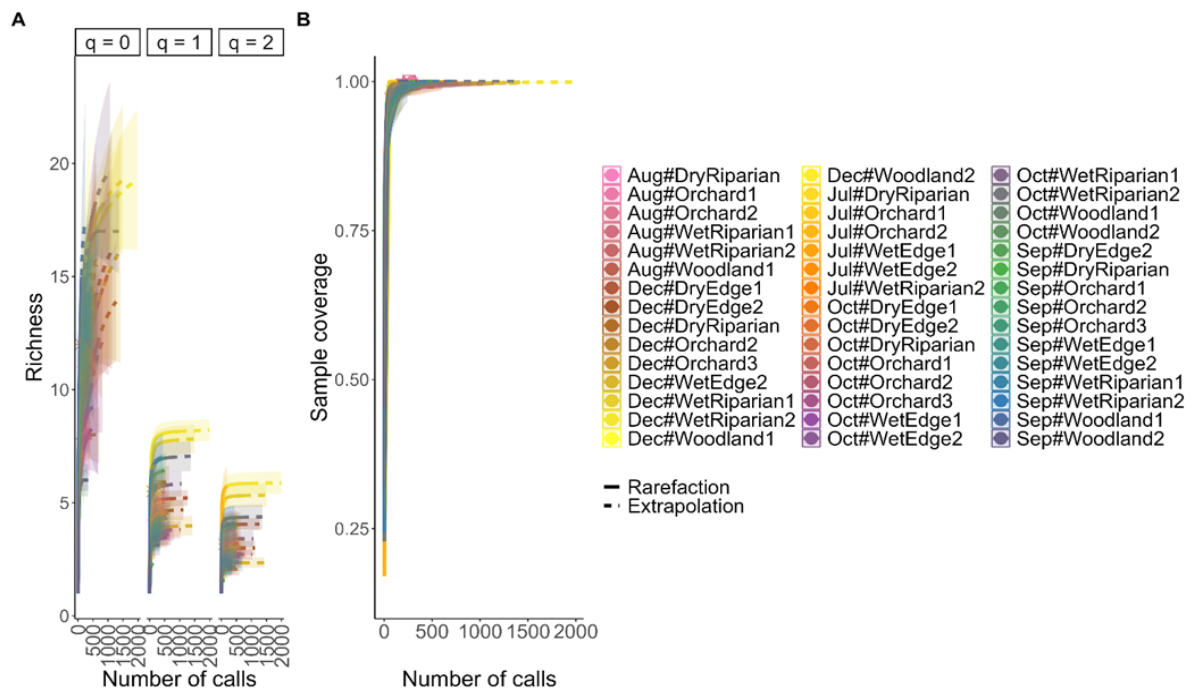 A
B
q = 0
q = 1
q = 2
Richness
20
15
10
5
0
0
500
1000
1500
2000
0
500
1000
1500
2000
0
500
1000
1500
2000
Number of calls
Sample coverage
1.00
0.75
0.50
0.25
0
500
1000
1500
2000
Number of calls
Aug#DryRiparian
Aug#Orchard1
Aug#Orchard2
Aug#WetRiparian1
Aug#WetRiparian2
Aug#Woodland1
Dec#DryEdge1
Dec#DryEdge2
Dec#DryRiparian
Dec#Orchard2
Dec#Orchard3
Dec#WetEdge2
Dec#WetRiparian1
Dec#WetRiparian2
Dec#Woodland1
Dec#Woodland2
Jul#DryRiparian
Jul#Orchard1
Jul#Orchard2
Jul#WetEdge1
Jul#WetEdge2
Jul#WetRiparian2
Oct#DryEdge1
Oct#DryEdge2
Oct#DryRiparian
Oct#Orchard1
Oct#Orchard2
Oct#Orchard3
Oct#WetEdge1
Oct#WetEdge2
Oct#WetRiparian1
Oct#WetRiparian2
Oct#Woodland1
Oct#Woodland2
Sep#DryEdge2
Sep#DryRiparian
Sep#Orchard1
Sep#Orchard2
Sep#Orchard3
Sep#WetEdge1
Sep#WetEdge2
Sep#WetRiparian1
Sep#WetRiparian2
Sep#Woodland1
Sep#Woodland2
Rarefaction
Extrapolation